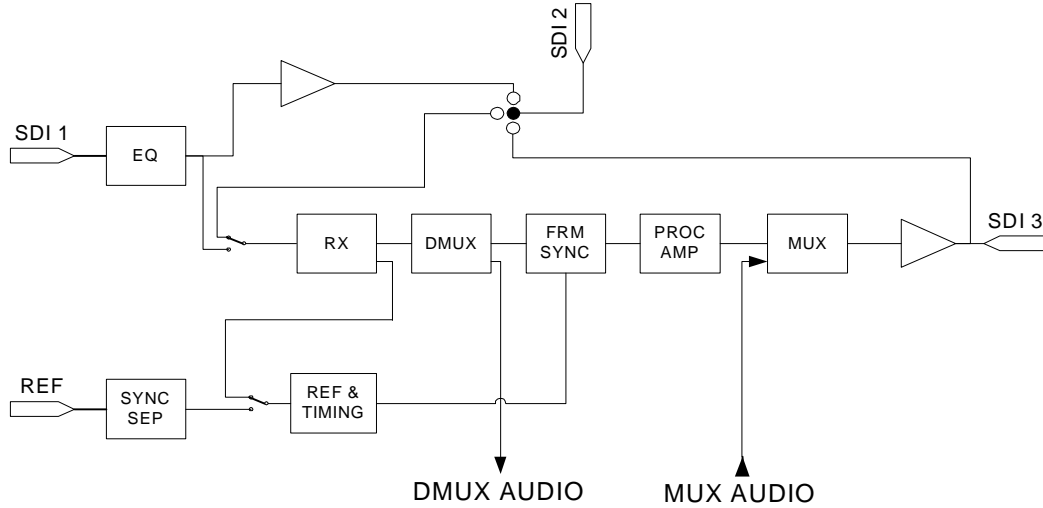 SDI 2
SDI 1
EQ
RX
DMUX
FRM
SYNC
PROC
AMP
MUX
SDI 3
REF
SYNC
SEP
REF &
TIMING
DMUX AUDIO
MUX AUDIO